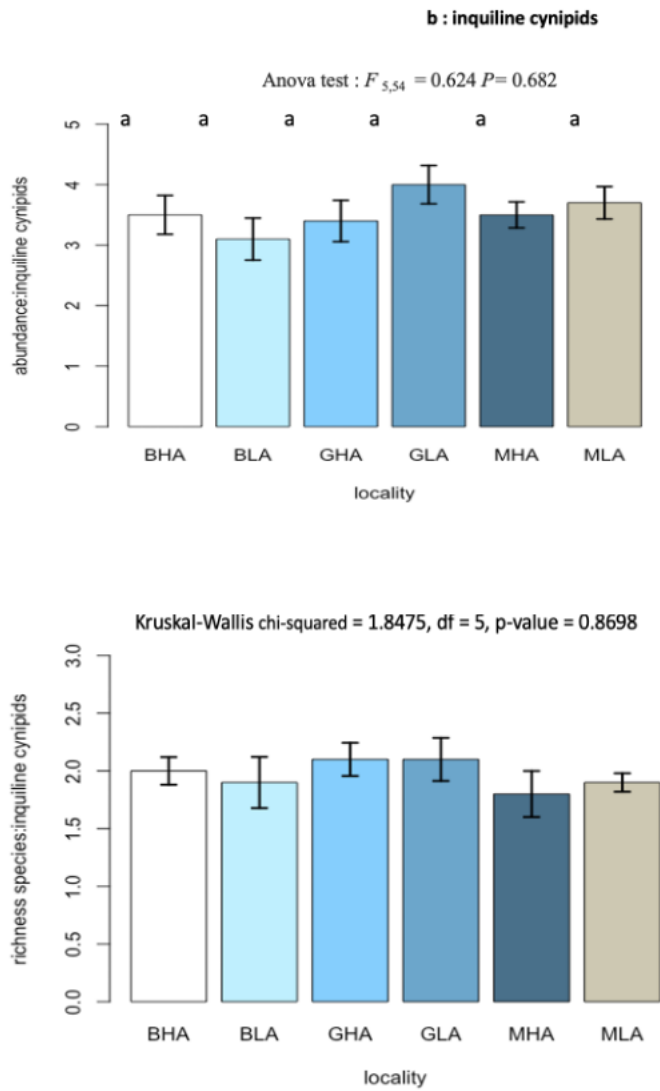 b : inquiline cynipids
Anova test : F 5,54 = 0.624 P= 0.682
a a a a a a
5
4
3
2
1
0
abundance:inquiline cynipids
BHA BLA GHA GLA MHA MLA
locality
Kruskal-Wallis chi-squared = 1.8475, df = 5, p-value = 0.8698
3.0
2.5
2.0
1.5
1.0
0.5
0.0
richness species:inquiline cynipids
BHA BLA GHA GLA MHA MLA
locality